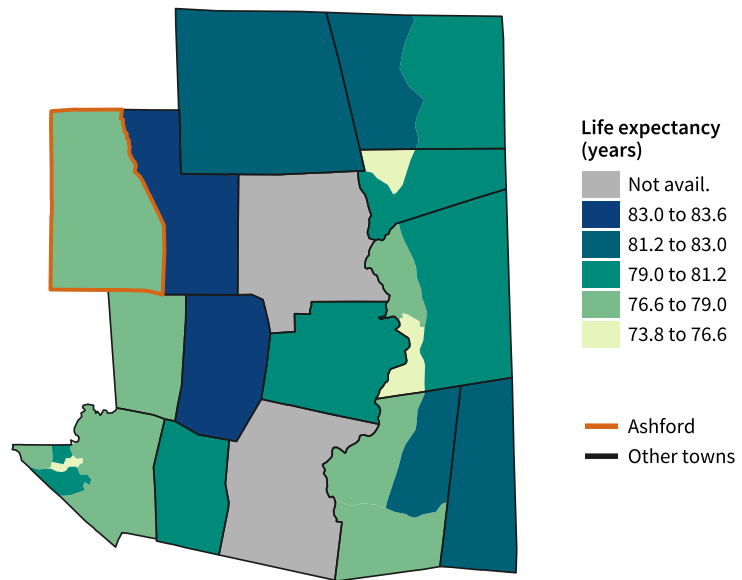 Life expectancy
(years)
Not avail.
83.0 to 83.6
81.2 to 83.0
79.0 to 81.2
76.6 to 79.0
73.8 to 76.6
Ashford
Other towns